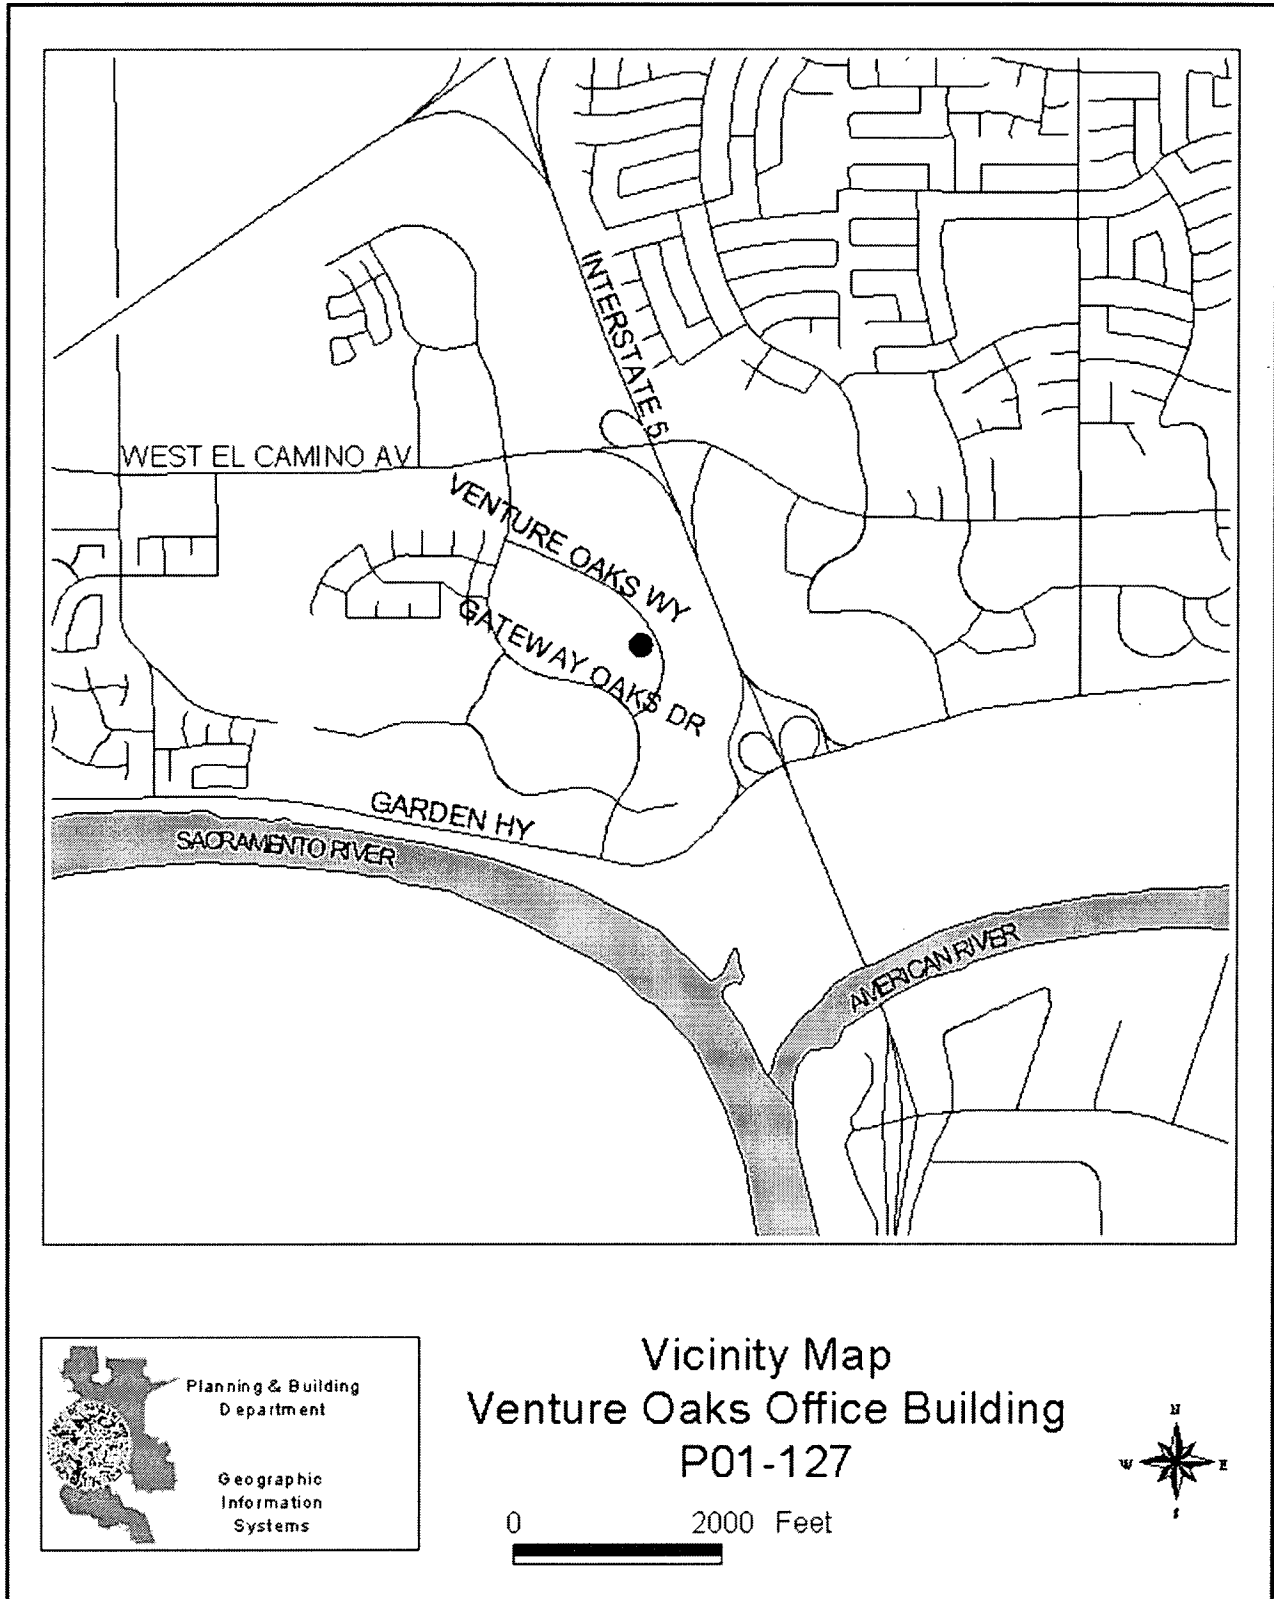 INTERSTATE 5
WEST EL CAMINO AV
VENTURE OAKS WY
GATEWAY OAKS DR
GARDEN HY
SACRAMENTO RIVER
AMERICAN RIVER
Planning & Building
Department
Geographic
Information
Systems
Vicinity Map
Venture Oaks Office Building
P01-127
0 2000 Feet
N
W E
S